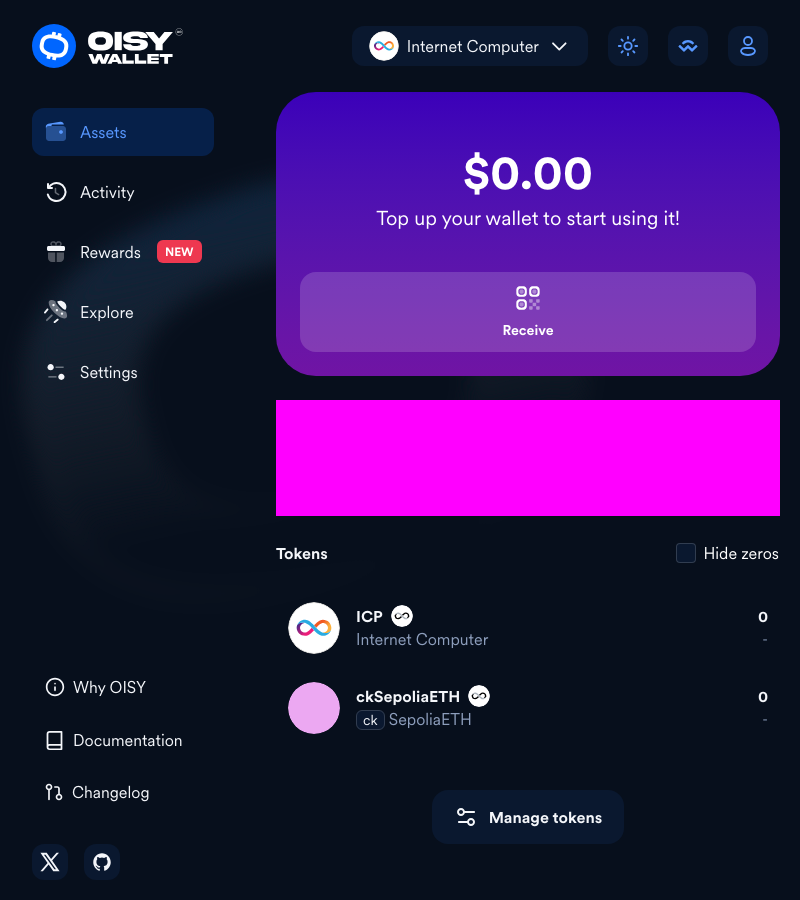 OISY
WALLET
Internet Computer
Assets
Activity
Rewards NEW
Explore
Settings
$0.00
Top up your wallet to start using it!
Receive
Tokens
Hide zeros
ICP
0
Internet Computer
-
ckSepoliaETH
0
ck SepoliaETH
-
Manage tokens
Why OISY
Documentation
Changelog